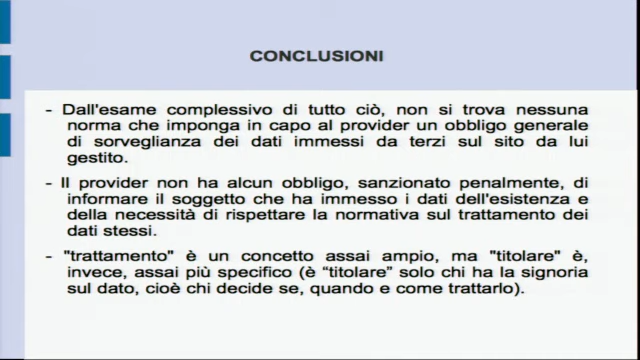 CONCLUSIONI
- Dall'esame complessivo di tutto ciò, non si trova nessuna
norma che imponga in capo al provider un obbligo generale
di sorveglianza dei dati immessi da terzi sul sito da lui
gestito.
- Il provider non ha alcun obbligo, sanzionato penalmente, di
informare il soggetto che ha immesso i dati dell'esistenza e
della necessità di rispettare la normativa sul trattamento dei
dati stessi.
- "trattamento" è un concetto assai ampio, ma "titolare" è,
invece, assai più specifico (è “titolare” solo chi ha la signoria
sul dato, cioè chi decide se, quando e come trattarlo).